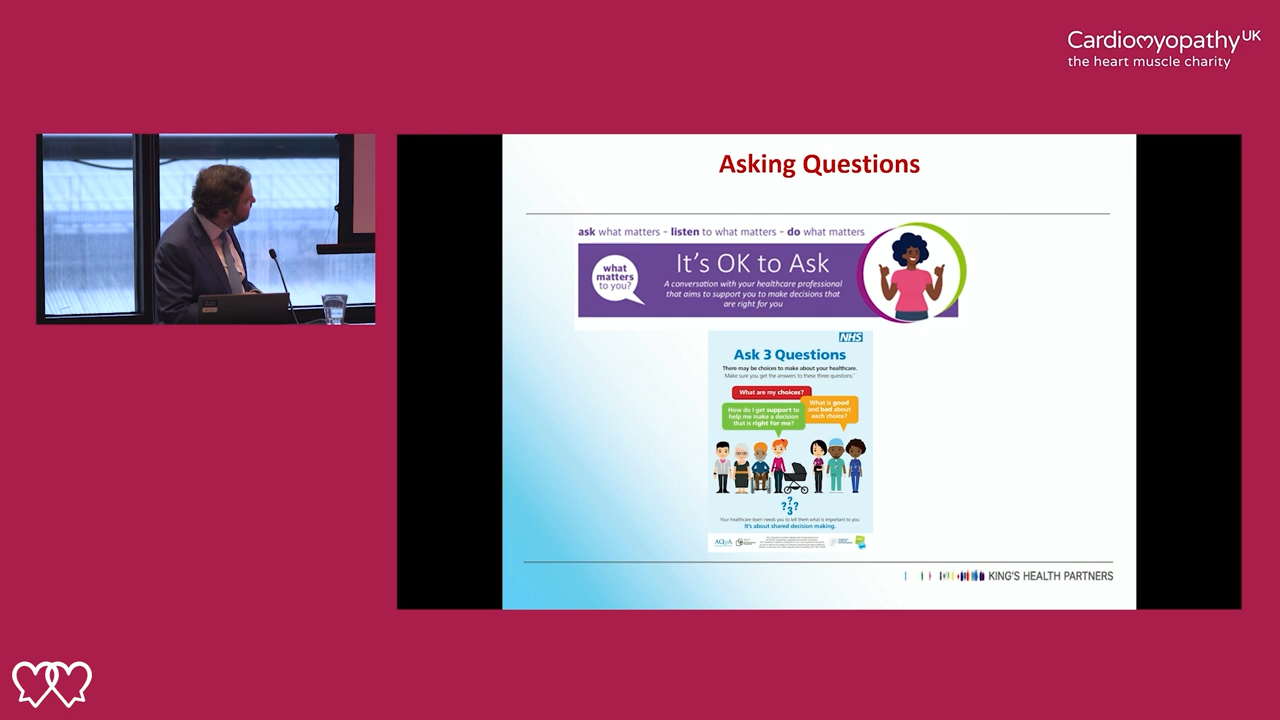 Cardiomyopathy UK
the heart muscle charity
Asking Questions
ask what matters – listen to what matters – do what matters
what
matters
to you?
It's OK to Ask
A conversation with your healthcare professional
that aims to support you to make decisions that
are right for you
NHS
Ask 3 Questions
There may be choices to make about your healthcare.
Make sure you get the answers to these three questions:*
What are my choices?
What is good
and bad about
each choice?
How do I get support to
help me make a decision
that is right for me?
? ? 3 ?
Your healthcare team needs you to tell them what is important to you.
It's about shared decision making.
AQuA
KING'S HEALTH PARTNERS